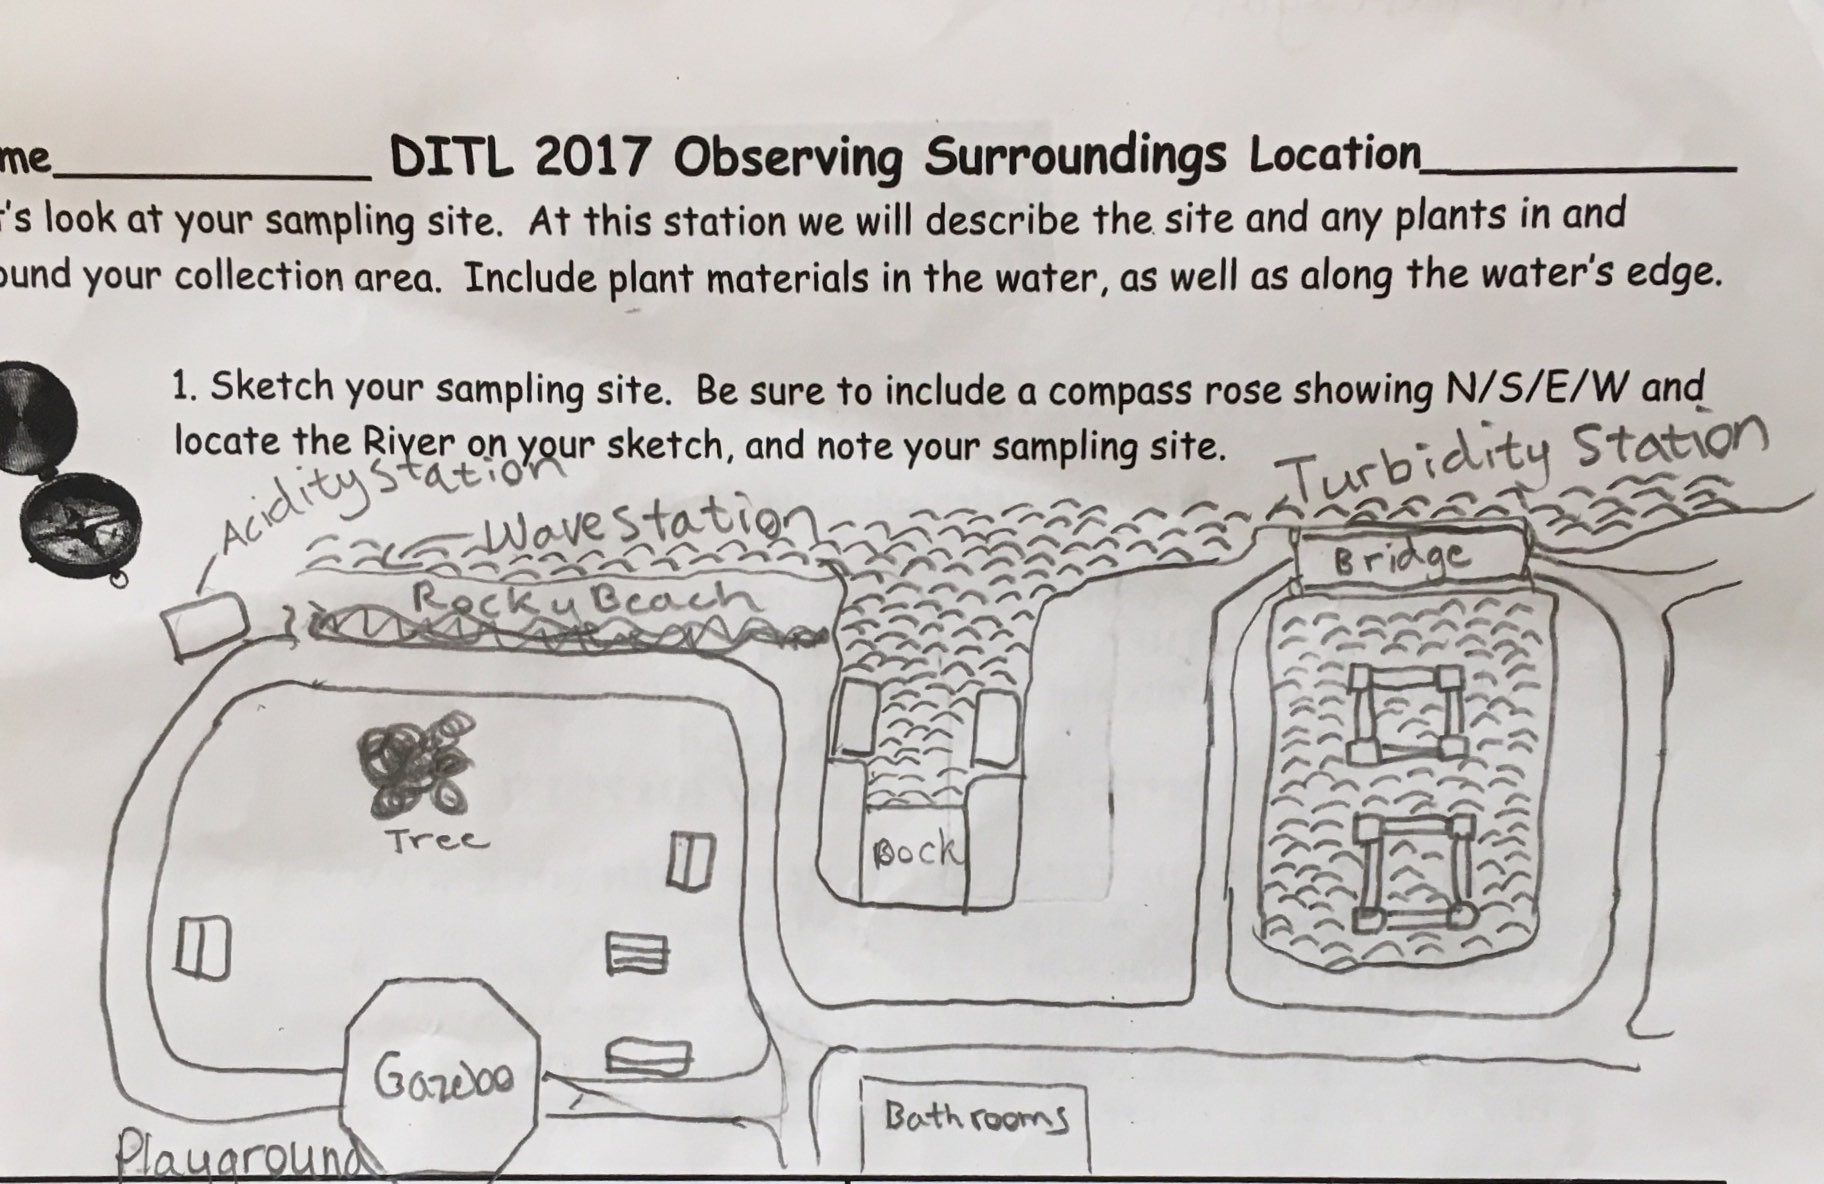 me____________ DITL 2017 Observing Surroundings Location____________
's look at your sampling site. At this station we will describe the site and any plants in and
ound your collection area. Include plant materials in the water, as well as along the water's edge.
1. Sketch your sampling site. Be sure to include a compass rose showing N/S/E/W and
locate the River on your sketch, and note your sampling site.
Turbidity Station
Acidity Station
Wave Station
Bridge
Rocky Beach
Tree
Dock
Gazeboo
Bathrooms
Playground